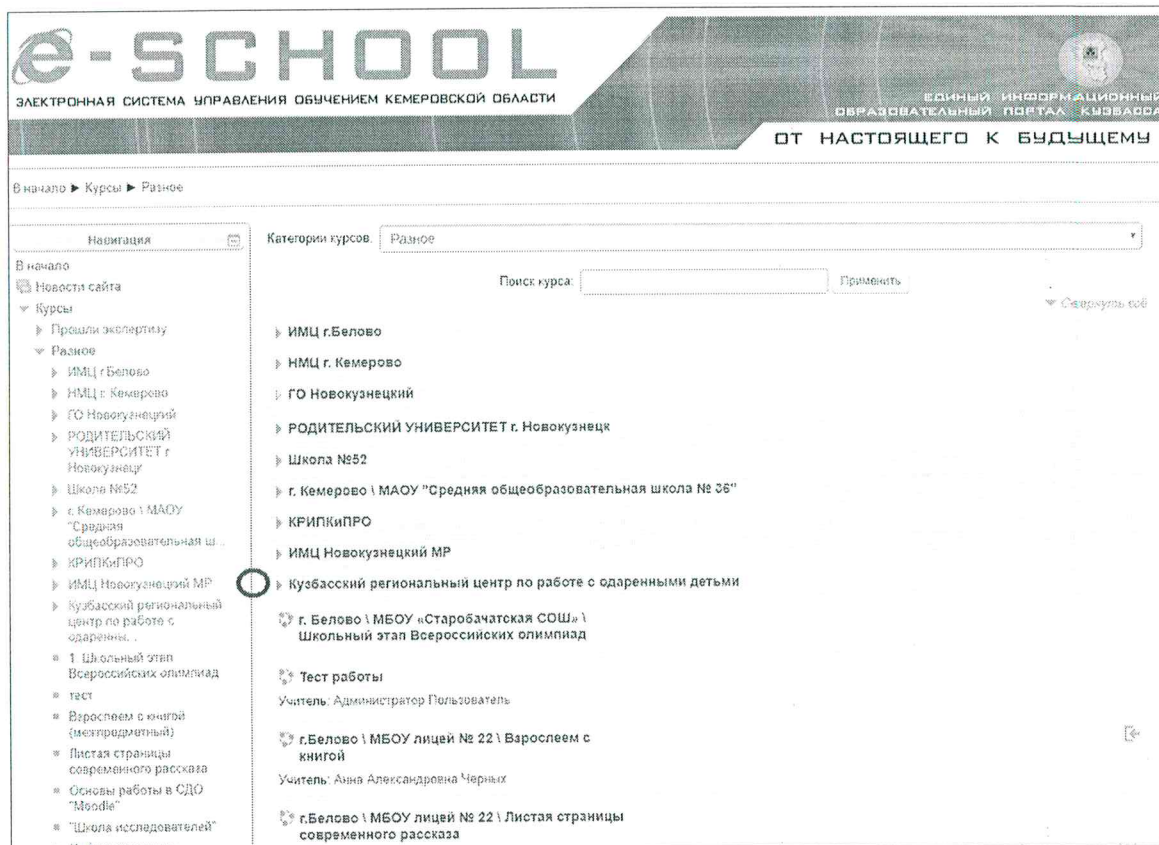 e-SCHOOL
ЭЛЕКТРОННАЯ СИСТЕМА УПРАВЛЕНИЯ ОБУЧЕНИЕМ КЕМЕРОВСКОЙ ОБЛАСТИ
ЕДИНЫЙ ИНФОРМАЦИОННЫЙ
ОБРАЗОВАТЕЛЬНЫЙ ПОРТАЛ КУЗБАССА
ОТ НАСТОЯЩЕГО К БУДУЩЕМУ
В начало ► Курсы ► Разное
Навигация
В начало
Новости сайта
Курсы
Прошли экспертизу
Разное
ИМЦ г.Белово
НМЦ г. Кемерово
ГО Новокузнецкий
РОДИТЕЛЬСКИЙ
УНИВЕРСИТЕТ г.
Новокузнецк
Школа №52
г. Кемерово \ МАОУ
"Средняя
общеобразовательная ш...
КРИПКиПРО
ИМЦ Новокузнецкий МР
Кузбасский региональный
центр по работе с
одаренны...
1. Школьный этап
Всероссийских олимпиад
тест
Взрослеем с книгой
(межпредметный)
Листая страницы
современного рассказа
Основы работы в СДО
"Moodle"
"Школа исследователей"
Категории курсов: Разное
Поиск курса: Применить
Свернуть всё
ИМЦ г.Белово
НМЦ г. Кемерово
ГО Новокузнецкий
РОДИТЕЛЬСКИЙ УНИВЕРСИТЕТ г. Новокузнецк
Школа №52
г. Кемерово \ МАОУ "Средняя общеобразовательная школа № 36"
КРИПКиПРО
ИМЦ Новокузнецкий МР
Кузбасский региональный центр по работе с одаренными детьми
г. Белово \ МБОУ «Старобачатская СОШ» \
Школьный этап Всероссийских олимпиад
Тест работы
Учитель: Администратор Пользователь
г.Белово \ МБОУ лицей № 22 \ Взрослеем с
книгой
Учитель: Анна Александровна Черных
г.Белово \ МБОУ лицей № 22 \ Листая страницы
современного рассказа